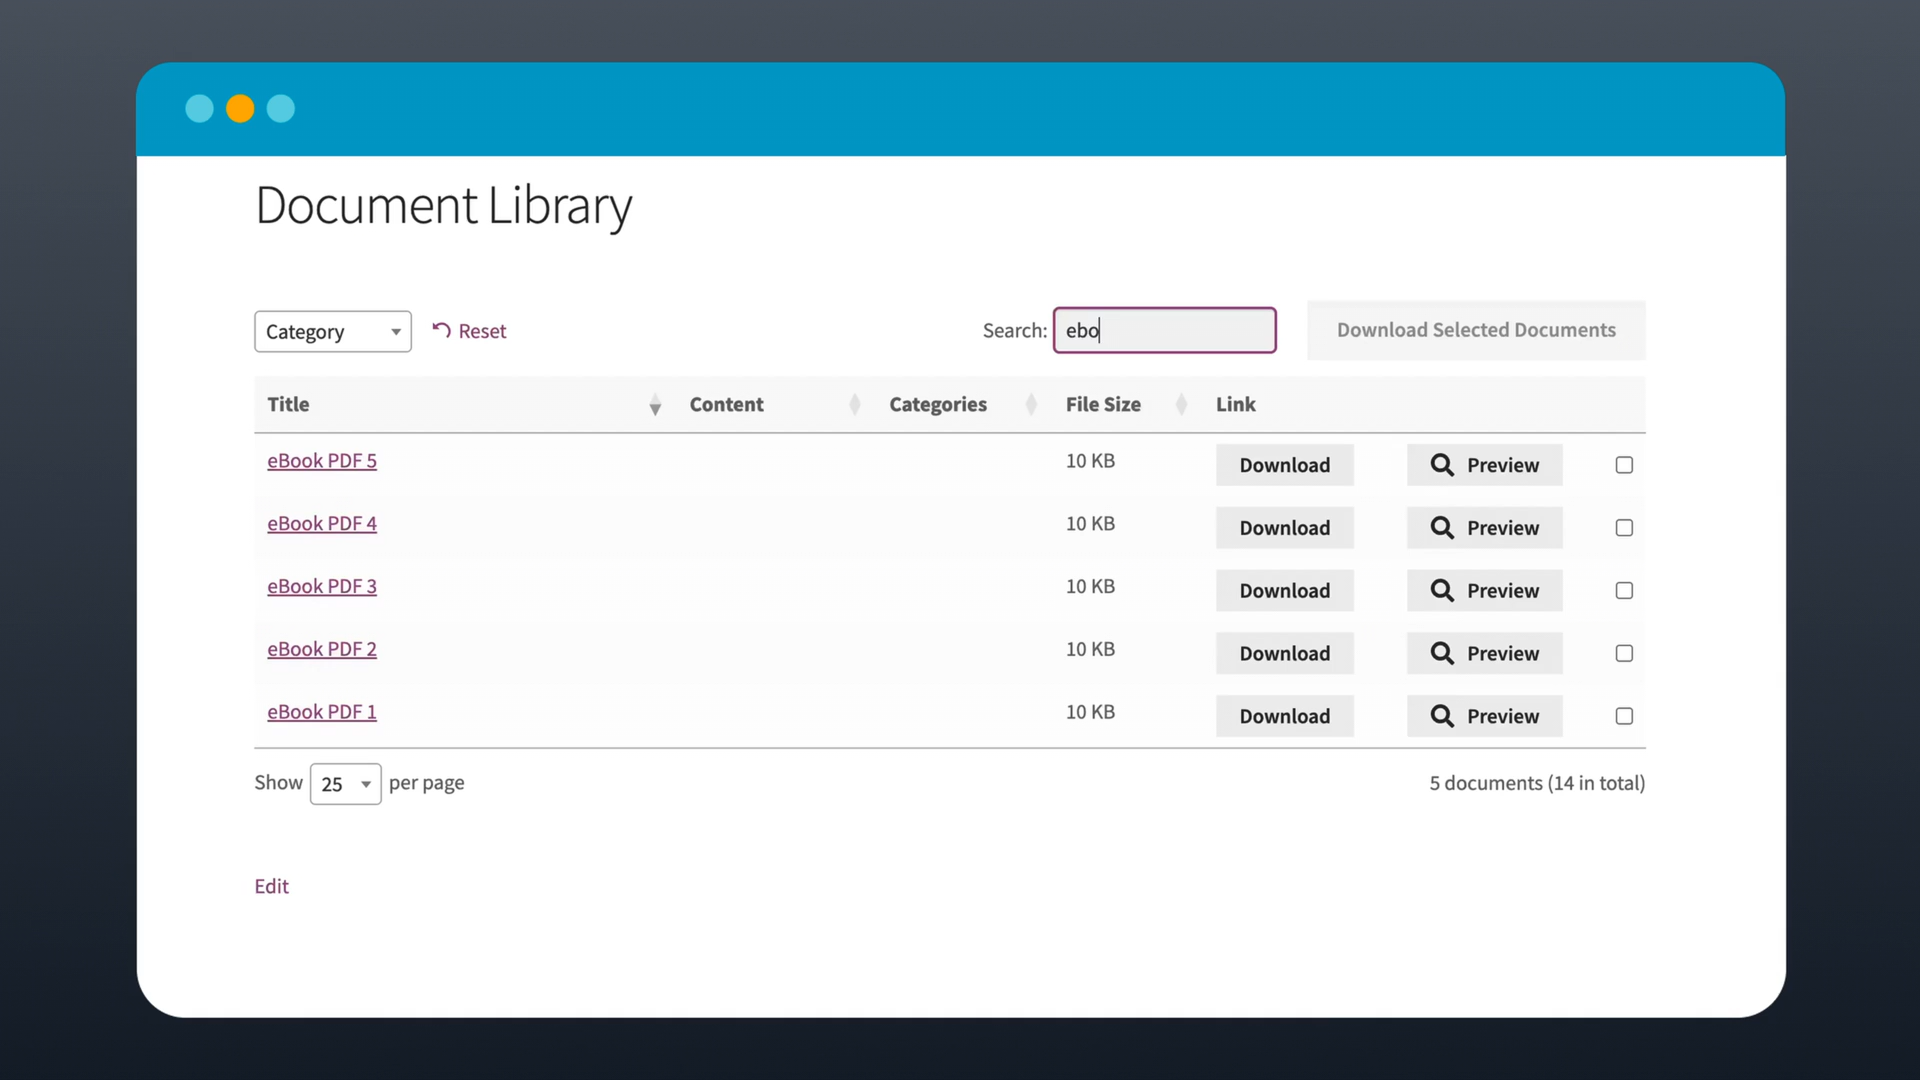 Document Library
Category
Reset
Search: ebo
Download Selected Documents
Title Content Categories File Size Link
eBook PDF 5 10 KB Download Preview
eBook PDF 4 10 KB Download Preview
eBook PDF 3 10 KB Download Preview
eBook PDF 2 10 KB Download Preview
eBook PDF 1 10 KB Download Preview
Show 25 per page
5 documents (14 in total)
Edit